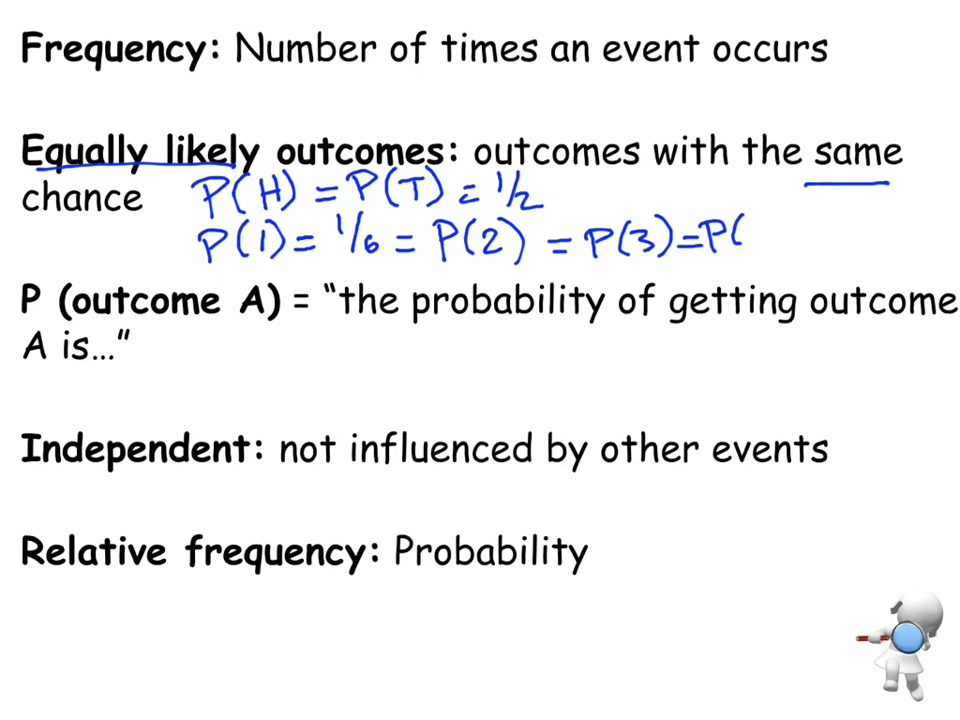 Frequency: Number of times an event occurs
Equally likely outcomes: outcomes with the same
chance P(H) = P(T) = 1/2
P(1) = 1/6 = P(2) = P(3) = P(
P (outcome A) = “the probability of getting outcome
A is…”
Independent: not influenced by other events
Relative frequency: Probability